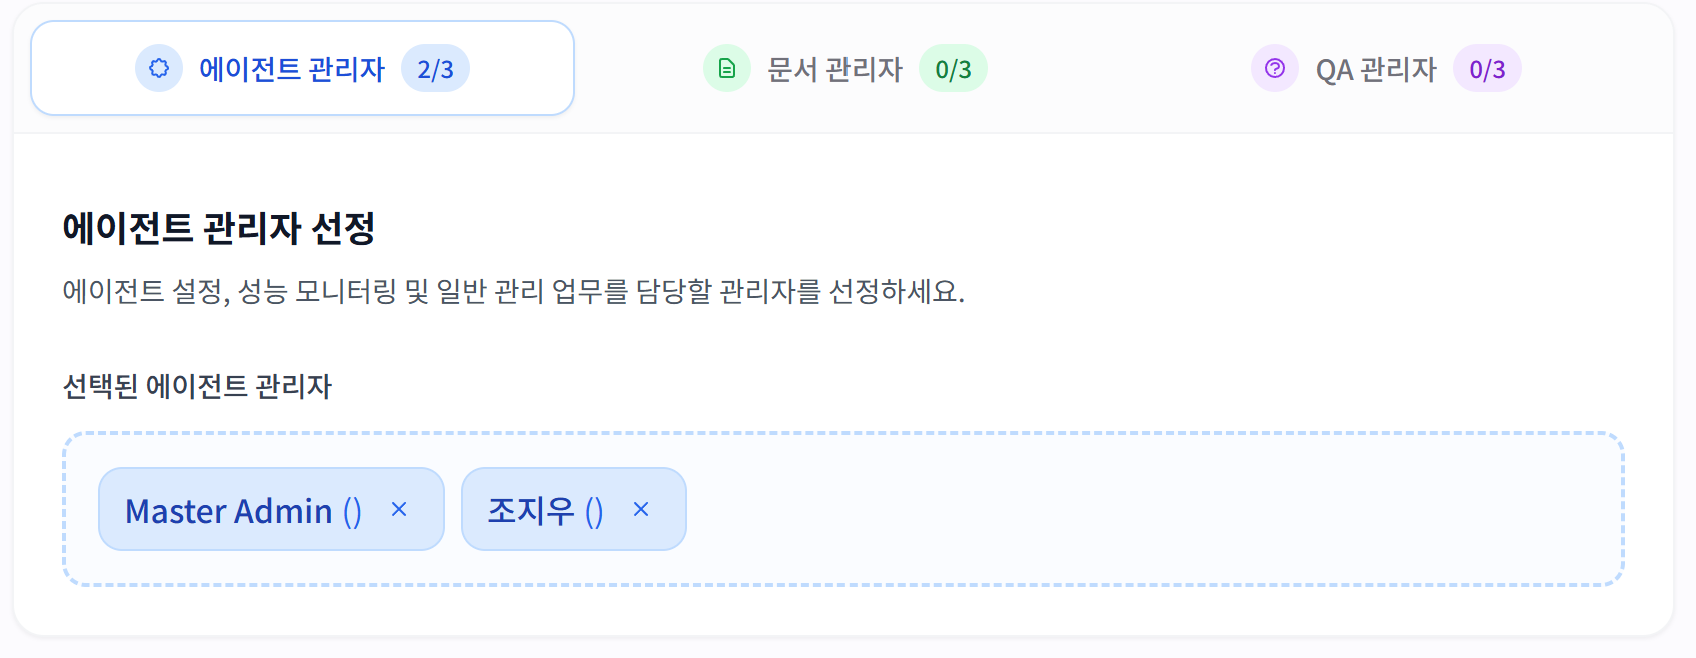 에이전트 관리자 2/3 문서 관리자 0/3 QA 관리자 0/3
에이전트 관리자 선정
에이전트 설정, 성능 모니터링 및 일반 관리 업무를 담당할 관리자를 선정하세요.
선택된 에이전트 관리자
Master Admin () × 조지우 () ×